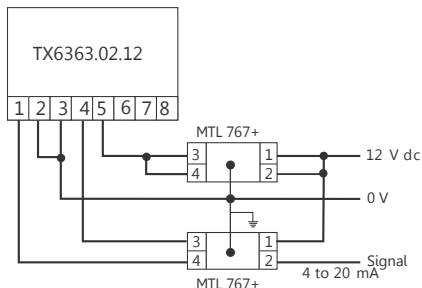 TX6363.02.12
1 2 3 4 5 6 7 8
MTL 767+
3 1
4 2
12 V dc
0 V
3 1
4 2
Signal
4 to 20 mA
MTL 767+